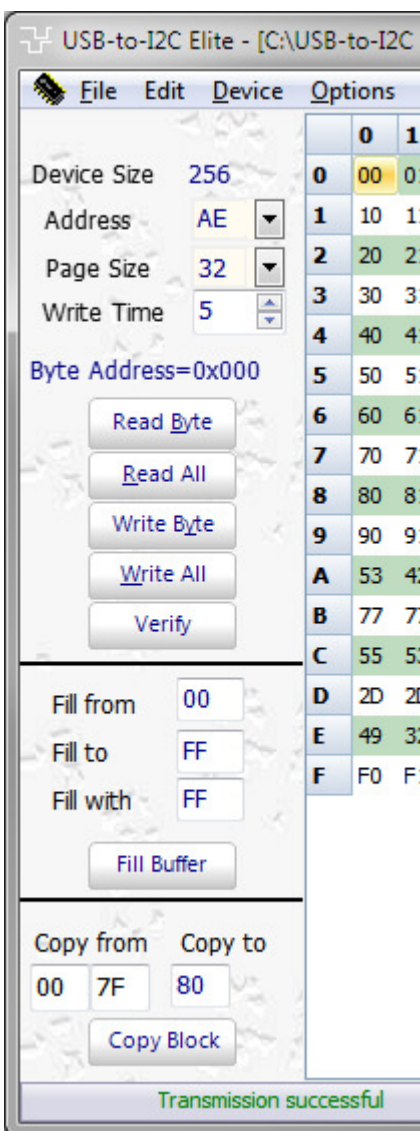 USB-to-I2C Elite - [C:\USB-to-I2C
File Edit Device Options
0 1
Device Size 256
0 00
Address AE
1 10
Page Size 32
2 20
Write Time 5
3 30
4 40
Byte Address=0x000
5 50
Read Byte
6 60
7 70
Read All
8 80
Write Byte
9 90
Write All
A 53
Verify
B 77
C 55
Fill from 00
D 2D
Fill to FF
E 49
Fill with FF
F F0
Fill Buffer
Copy from Copy to
00 7F 80
Copy Block
Transmission successful